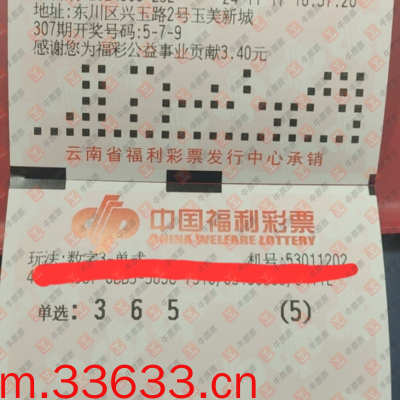 地址:东川区兴玉路2号玉美新城
307期开奖号码:5-7-9
感谢您为福彩公益事业贡献3.40元
云南省福利彩票发行中心承销
中国福利彩票
CHINA WELFARE LOTTERY
玩法:数字3-单式 机号:53011202
单选: 3 6 5 (5)
m.33633.cn